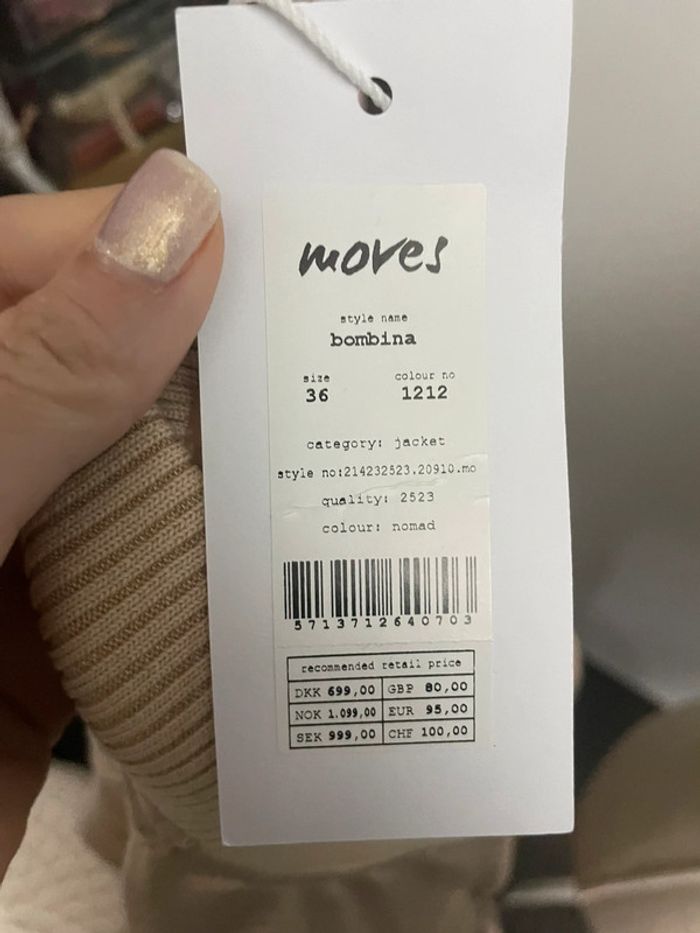 moves
style name
bombina
size colour no
36 1212
category: jacket
style no:214232523.20910.mo
quality: 2523
colour: nomad
5713712640703
recommended retail price
DKK 699,00 GBP 80,00
NOK 1.099,00 EUR 95,00
SEK 999,00 CHF 100,00